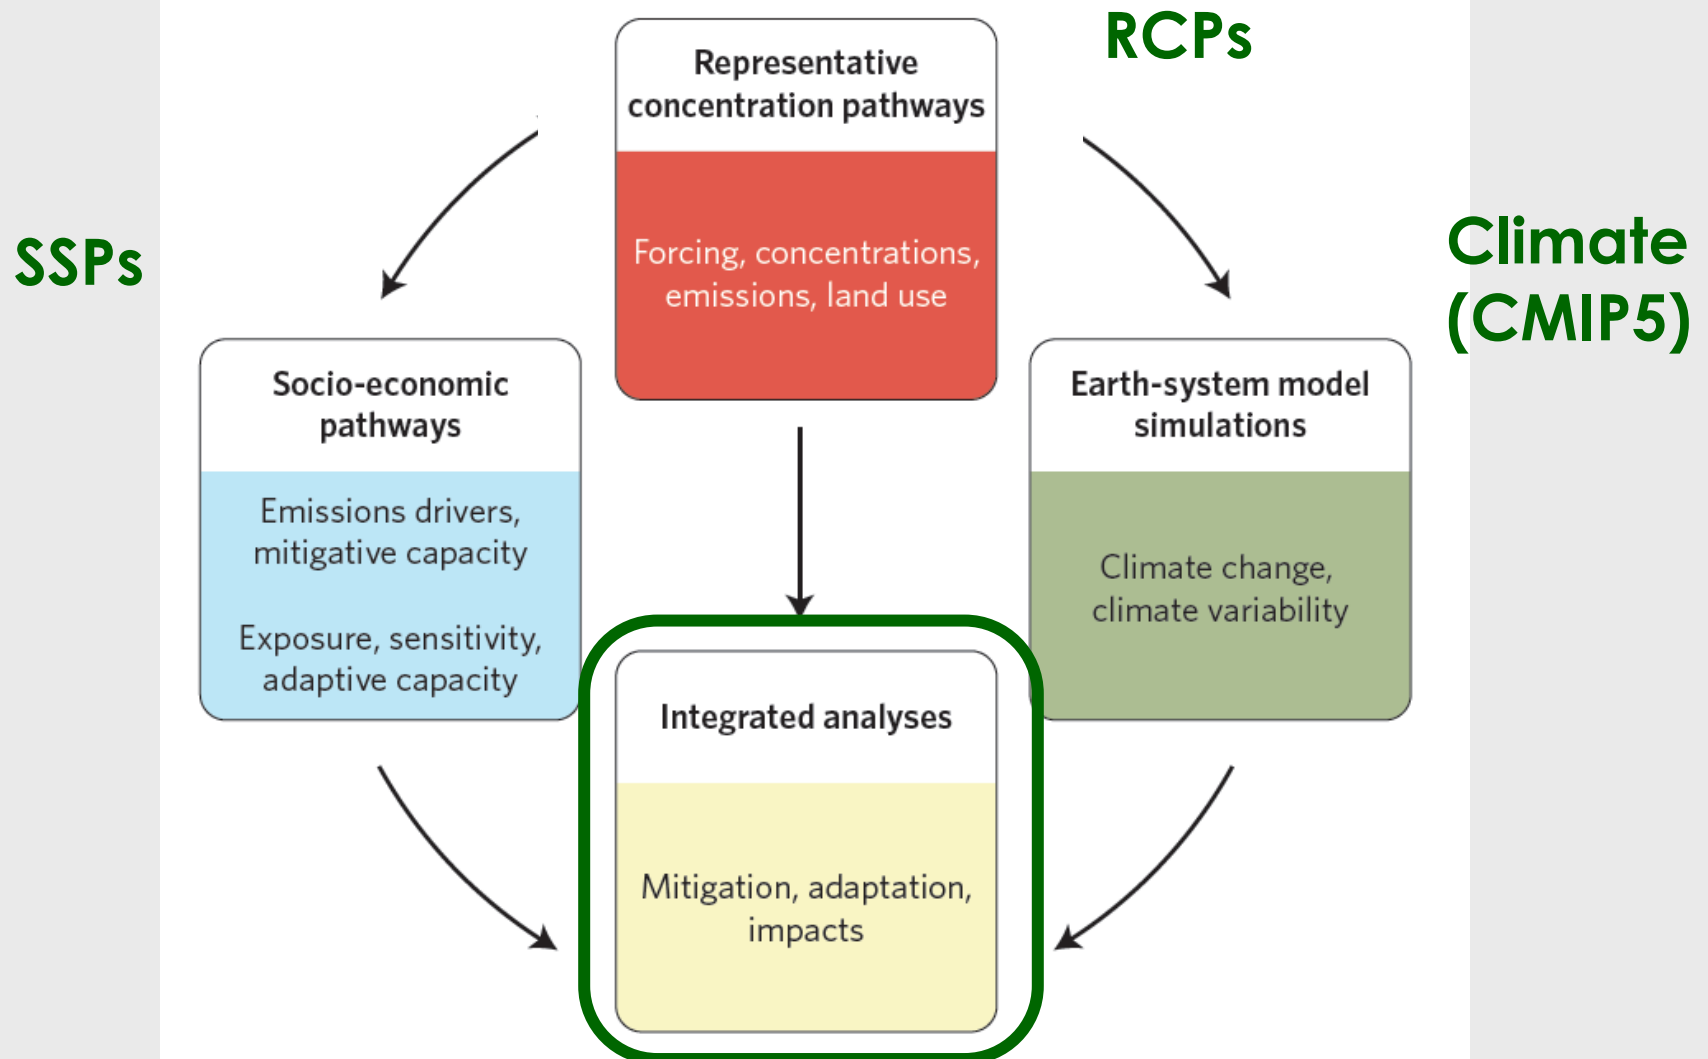 RCPs
Representative
concentration pathways
Forcing, concentrations,
emissions, land use
SSPs
Climate
(CMIP5)
Socio-economic
pathways
Emissions drivers,
mitigative capacity
Exposure, sensitivity,
adaptive capacity
Earth-system model
simulations
Climate change,
climate variability
Integrated analyses
Mitigation, adaptation,
impacts